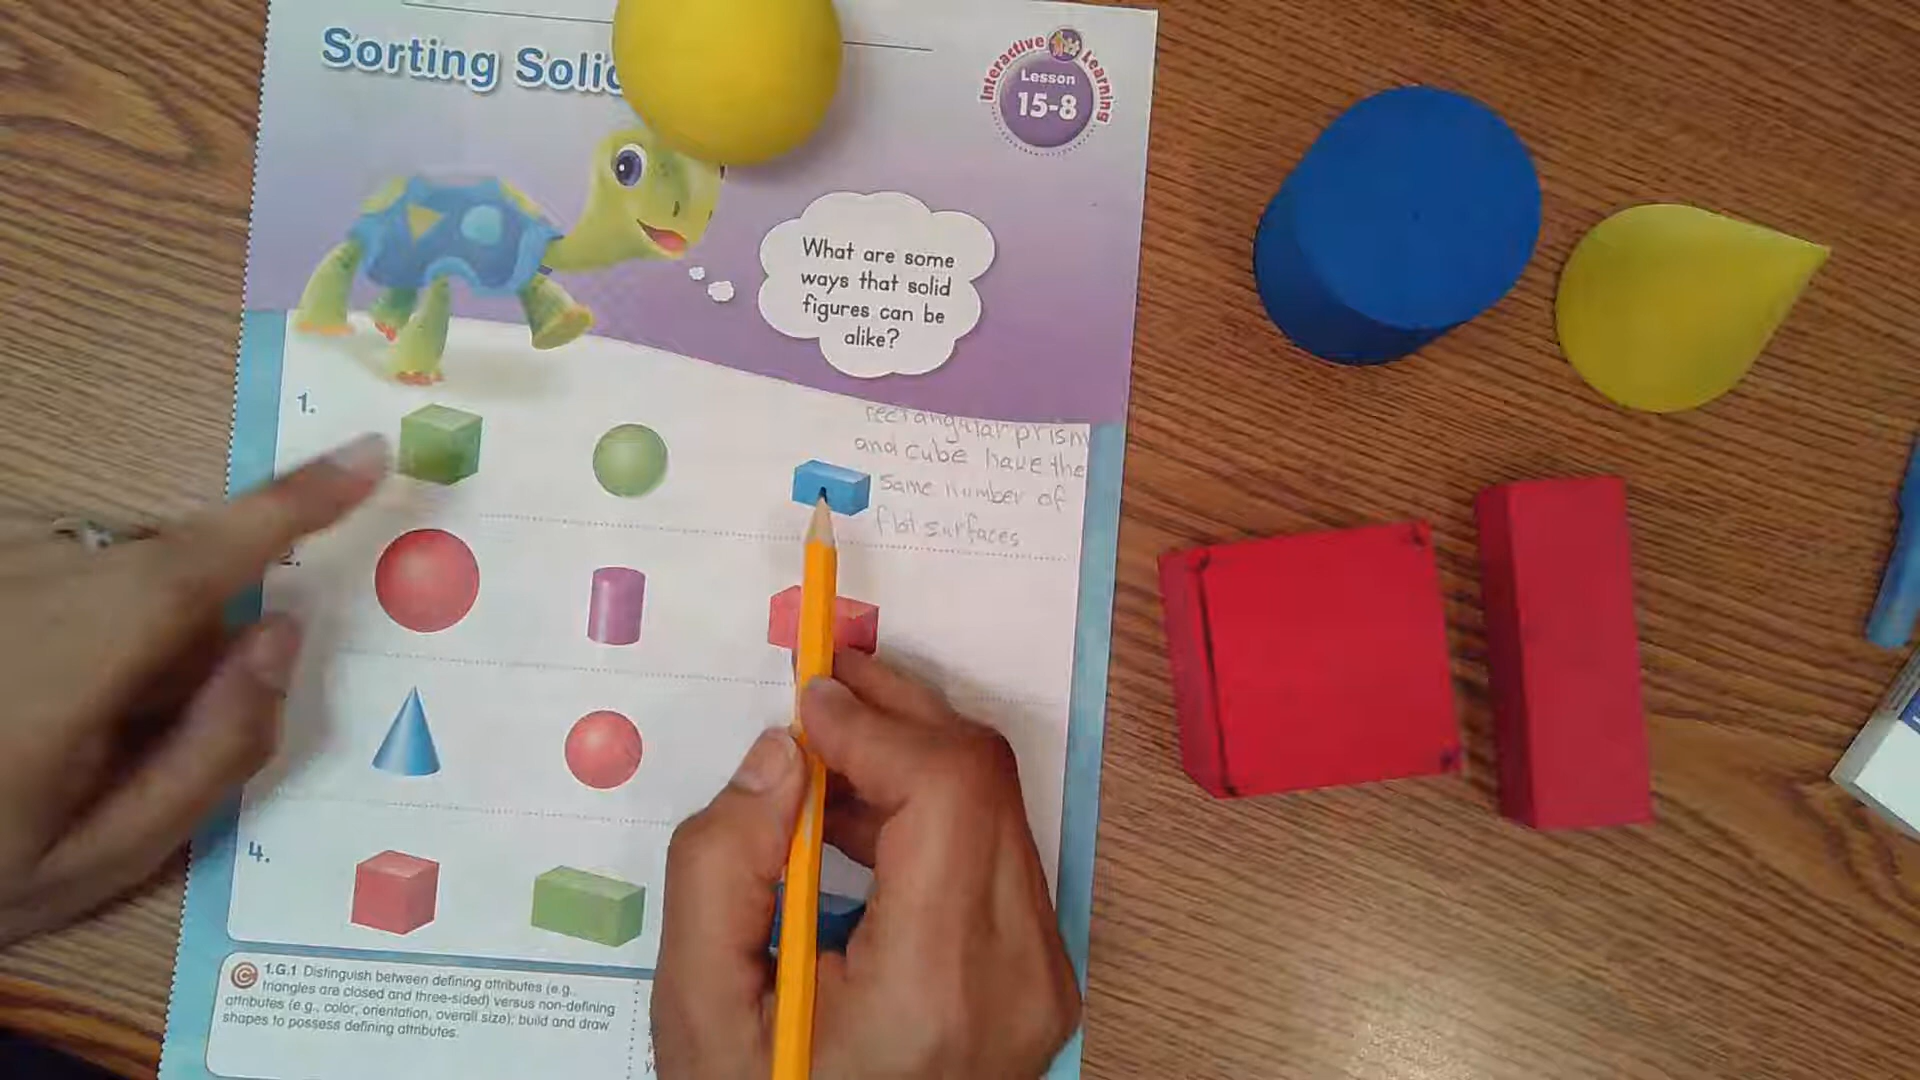 Sorting Solid
Interactive Learning
Lesson
15-8
What are some
ways that solid
figures can be
alike?
1.
rectangular prism
and cube have the
same number of
flat surfaces
2.
4.
1.G.1 Distinguish between defining attributes (e.g.,
triangles are closed and three-sided) versus non-defining
attributes (e.g., color, orientation, overall size); build and draw
shapes to possess defining attributes.